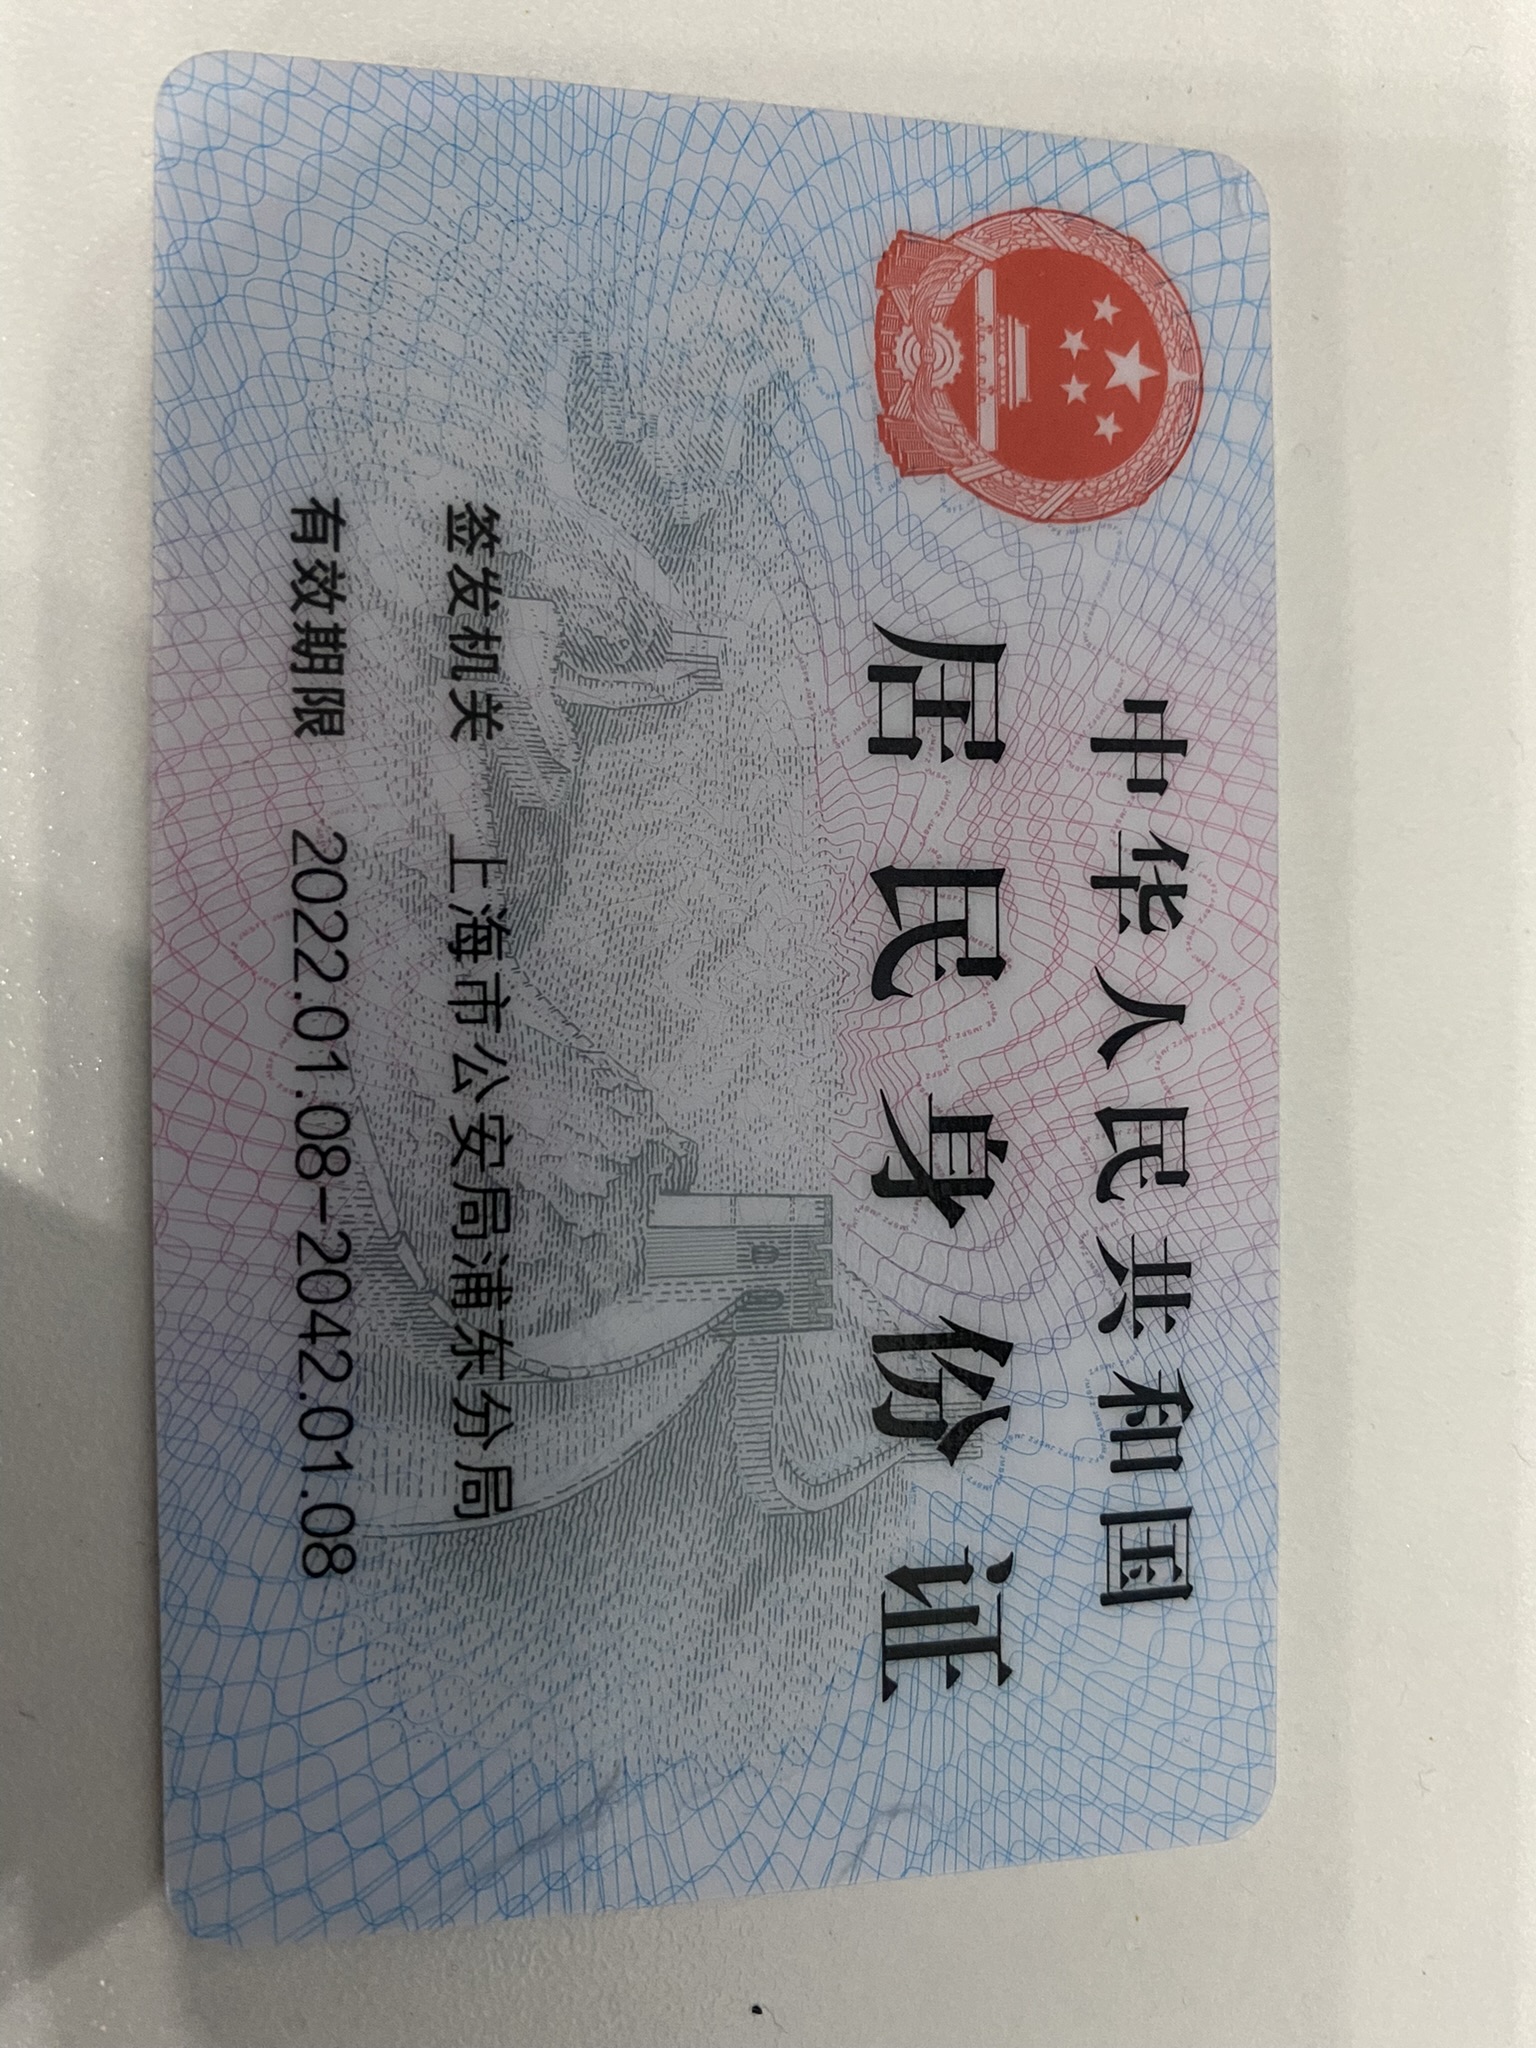 中华人民共和国
居民身份证
签发机关 上海市公安局浦东分局
有效期限 2022.01.08-2042.01.08